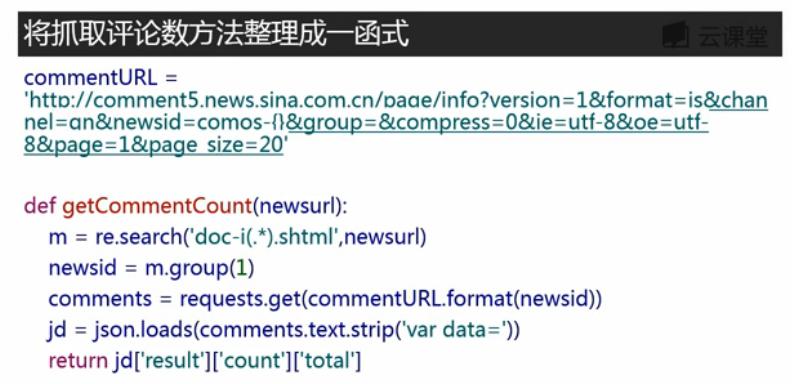 将抓取评论数方法整理成一函式
云课堂
commentURL =
'http://comment5.news.sina.com.cn/page/info?version=1&format=js&chan
nel=gn&newsid=comos-{}&group=&compress=0&ie=utf-8&oe=utf-
8&page=1&page_size=20'
def getCommentCount(newsurl):
m = re.search('doc-i(.*).shtml',newsurl)
newsid = m.group(1)
comments = requests.get(commentURL.format(newsid))
jd = json.loads(comments.text.strip('var data='))
return jd['result']['count']['total']